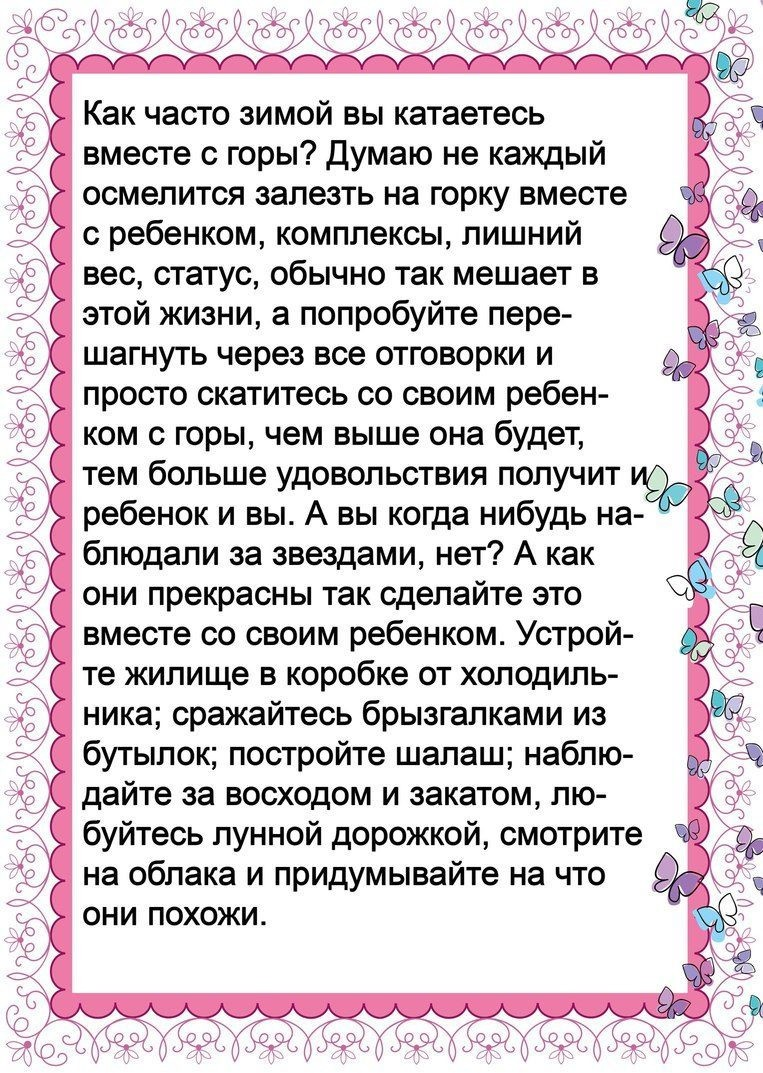 Как часто зимой вы катаетесь
вместе с горы? Думаю не каждый
осмелится залезть на горку вместе
с ребенком, комплексы, лишний
вес, статус, обычно так мешает в
этой жизни, а попробуйте пере-
шагнуть через все отговорки и
просто скатитесь со своим ребен-
ком с горы, чем выше она будет,
тем больше удовольствия получит и
ребенок и вы. А вы когда нибудь на-
блюдали за звездами, нет? А как
они прекрасны так сделайте это
вместе со своим ребенком. Устрой-
те жилище в коробке от холодиль-
ника; сражайтесь брызгалками из
бутылок; постройте шалаш; наблю-
дайте за восходом и закатом, лю-
буйтесь лунной дорожкой, смотрите
на облака и придумывайте на что
они похожи.